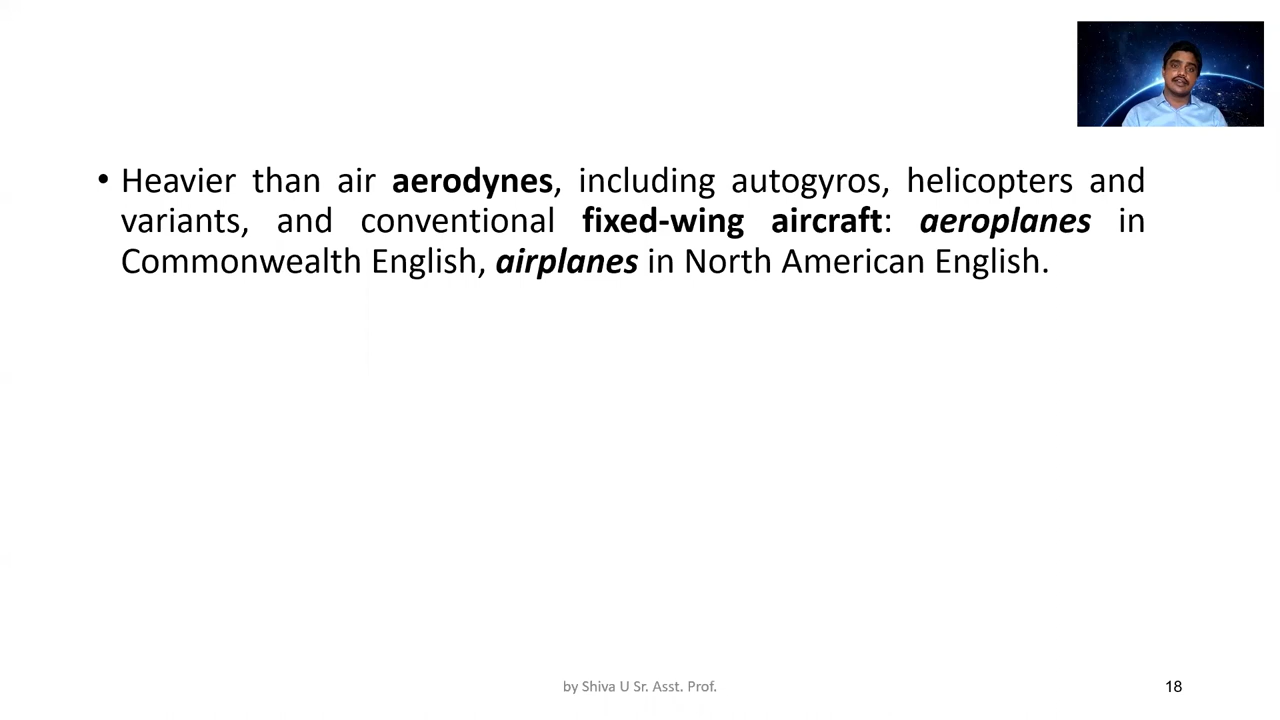 • Heavier than air aerodynes, including autogyros, helicopters and
variants, and conventional fixed-wing aircraft: aeroplanes in
Commonwealth English, airplanes in North American English.
by Shiva U Sr. Asst. Prof.
18